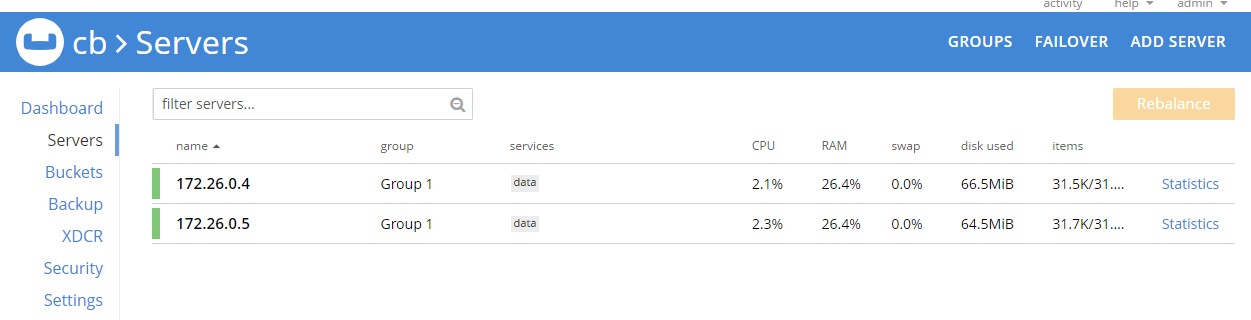 activity help admin
cb > Servers GROUPS FAILOVER ADD SERVER
Dashboard
Servers
Buckets
Backup
XDCR
Security
Settings
filter servers... Rebalance
name group services CPU RAM swap disk used items
172.26.0.4 Group 1 data 2.1% 26.4% 0.0% 66.5MiB 31.5K/31.... Statistics
172.26.0.5 Group 1 data 2.3% 26.4% 0.0% 64.5MiB 31.7K/31.... Statistics